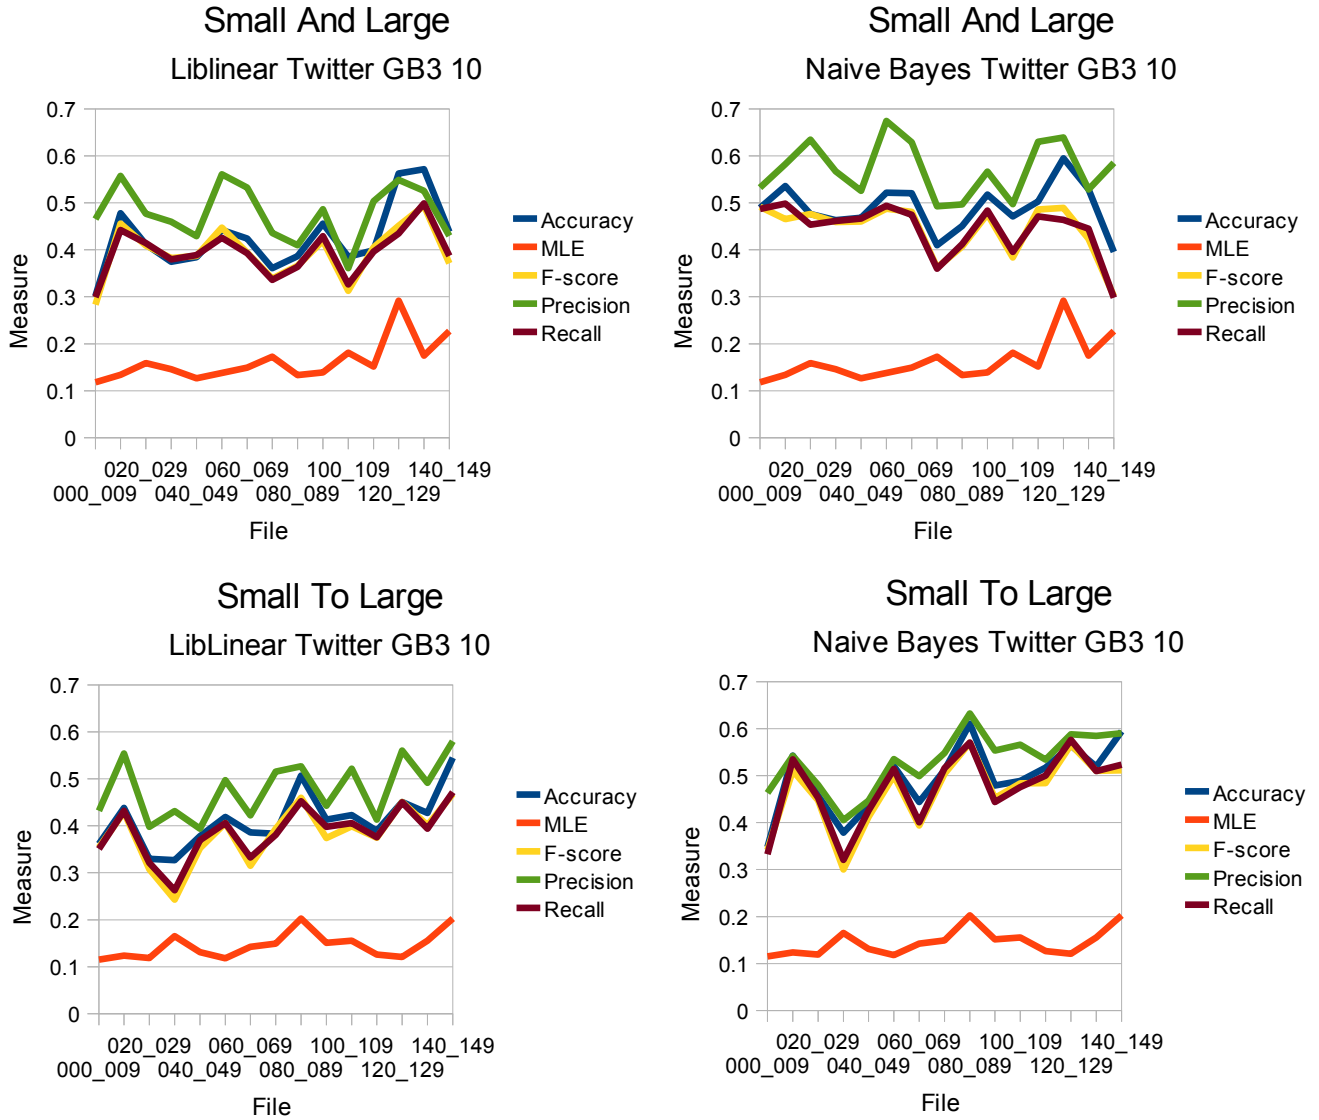 Small And Large
Liblinear Twitter GB3 10
0.7
0.6
0.5
0.4
0.3
0.2
0.1
0
Measure
020_029 060_069 100_109 140_149
000_009 040_049 080_089 120_129
File
Accuracy
MLE
F-score
Precision
Recall
Small And Large
Naive Bayes Twitter GB3 10
0.7
0.6
0.5
0.4
0.3
0.2
0.1
0
Measure
020_029 060_069 100_109 140_149
000_009 040_049 080_089 120_129
File
Accuracy
MLE
F-score
Precision
Recall
Small To Large
LibLinear Twitter GB3 10
0.7
0.6
0.5
0.4
0.3
0.2
0.1
0
Measure
020_029 060_069 100_109 140_149
000_009 040_049 080_089 120_129
File
Accuracy
MLE
F-score
Precision
Recall
Small To Large
Naive Bayes Twitter GB3 10
0.7
0.6
0.5
0.4
0.3
0.2
0.1
0
Measure
020_029 060_069 100_109 140_149
000_009 040_049 080_089 120_129
File
Accuracy
MLE
F-score
Precision
Recall